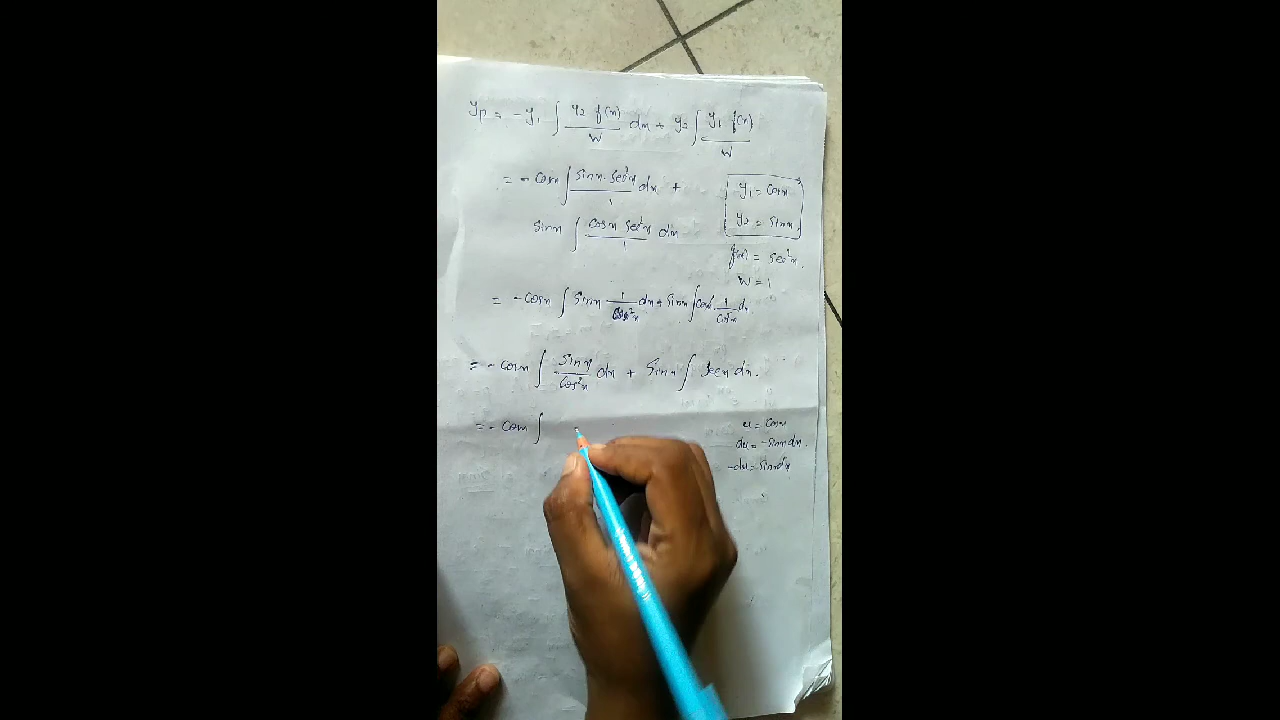 yp = -y₁ ∫ y₂ f(x)/W dx + y₂ ∫ y₁ f(x)/W
= -cosx ∫ sinx · sec²x/1 dx +
sinx ∫ cosx sec²x/1 dx
y₁ = cosx
y₂ = sinx
f(x) = sec²x.
W = 1
= -cosx ∫ sinx 1/cos²x dx + sinx ∫ cosx · 1/cos²x dx.
= -cosx ∫ sinx/cos²x dx + sinx ∫ secx dx.
= -cosx ∫
u = cosx
du = -sinx dx.
-du = sinx dx